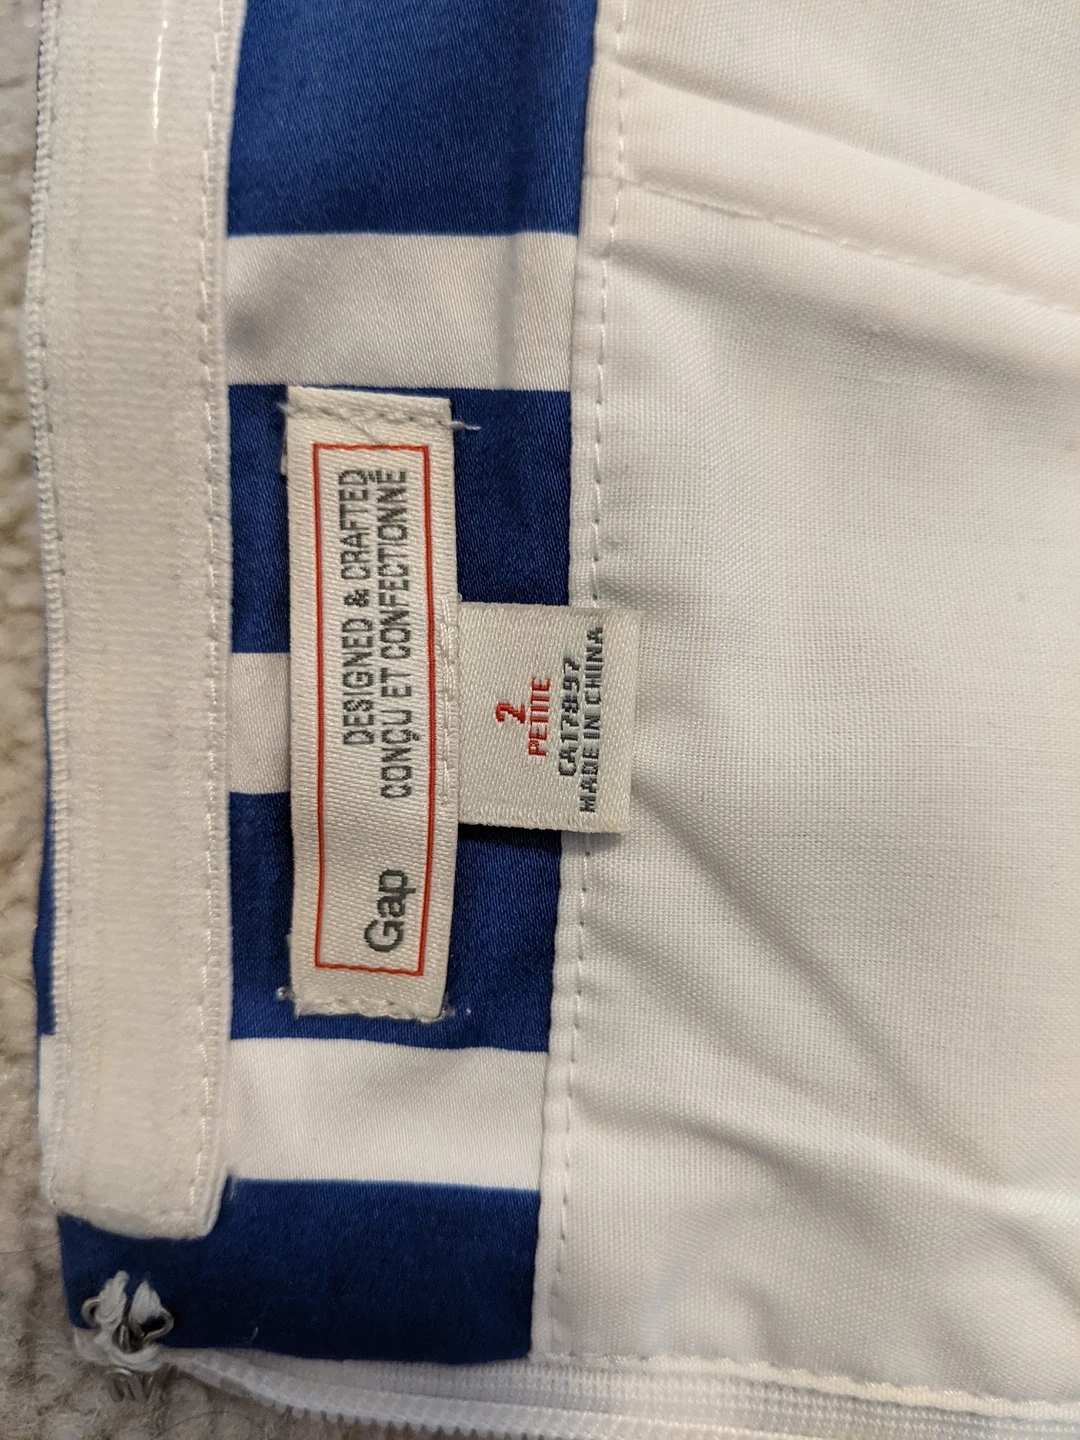 Gap
DESIGNED & CRAFTED
CONÇU ET CONFECTIONNÉ
2
PETITE
CA17897
MADE IN CHINA